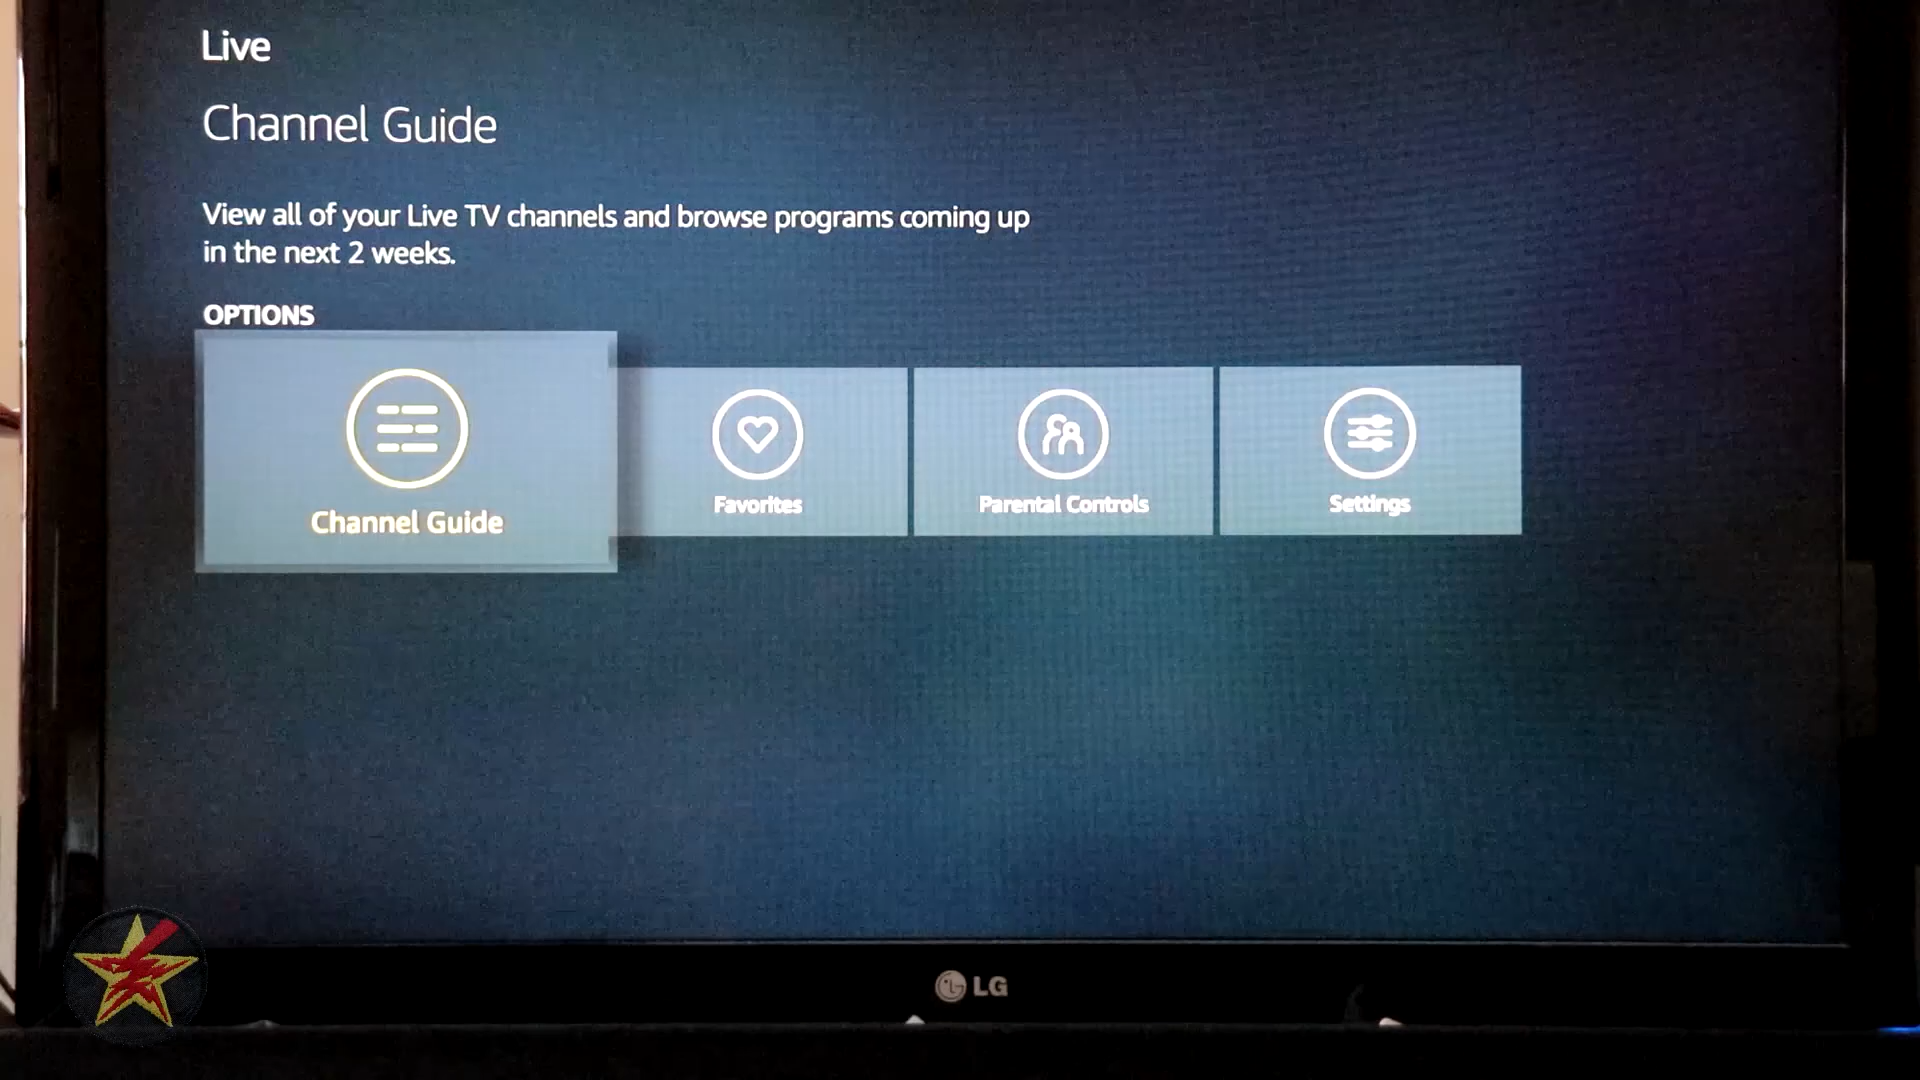 Live
Channel Guide
View all of your Live TV channels and browse programs coming up
in the next 2 weeks.
OPTIONS
Channel Guide
Favorites
Parental Controls
Settings
LG